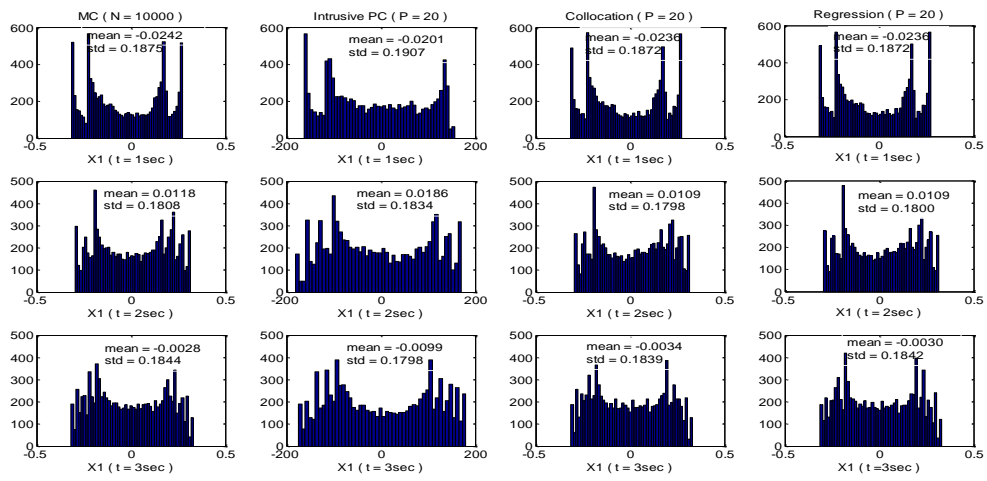 MC ( N = 10000 )
600
400
200
0
mean = -0.0242
std = 0.1875
-0.5 0 0.5
X1 ( t = 1sec )
Intrusive PC ( P = 20 )
600
400
200
0
mean = -0.0201
std = 0.1907
-200 0 200
X1 ( t = 1sec )
Collocation ( P = 20 )
600
400
200
0
mean = -0.0236
std = 0.1872
-0.5 0 0.5
X1 ( t = 1sec )
Regression ( P = 20 )
600
400
200
0
mean = -0.0236
std = 0.1872
-0.5 0 0.5
X1 ( t = 1sec )
500
400
300
200
100
0
mean = 0.0118
std = 0.1808
-0.5 0 0.5
X1 ( t = 2sec )
500
400
300
200
100
0
mean = 0.0186
std = 0.1834
-200 0 200
X1 ( t = 2sec )
500
400
300
200
100
0
mean = 0.0109
std = 0.1798
-0.5 0 0.5
X1 ( t = 2sec )
500
400
300
200
100
0
mean = 0.0109
std = 0.1800
-0.5 0 0.5
X1 ( t = 2sec )
500
400
300
200
100
0
mean = -0.0028
std = 0.1844
-0.5 0 0.5
X1 ( t = 3sec )
500
400
300
200
100
0
mean = -0.0099
std = 0.1798
-200 0 200
X1 ( t = 3sec )
500
400
300
200
100
0
mean = -0.0034
std = 0.1839
-0.5 0 0.5
X1 ( t = 3sec )
500
400
300
200
100
0
mean = -0.0030
std = 0.1842
-0.5 0 0.5
X1 ( t =3sec )